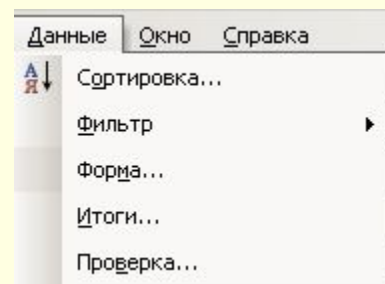 Данные Окно Справка
Сортировка...
Фильтр
Форма...
Итоги...
Проверка...